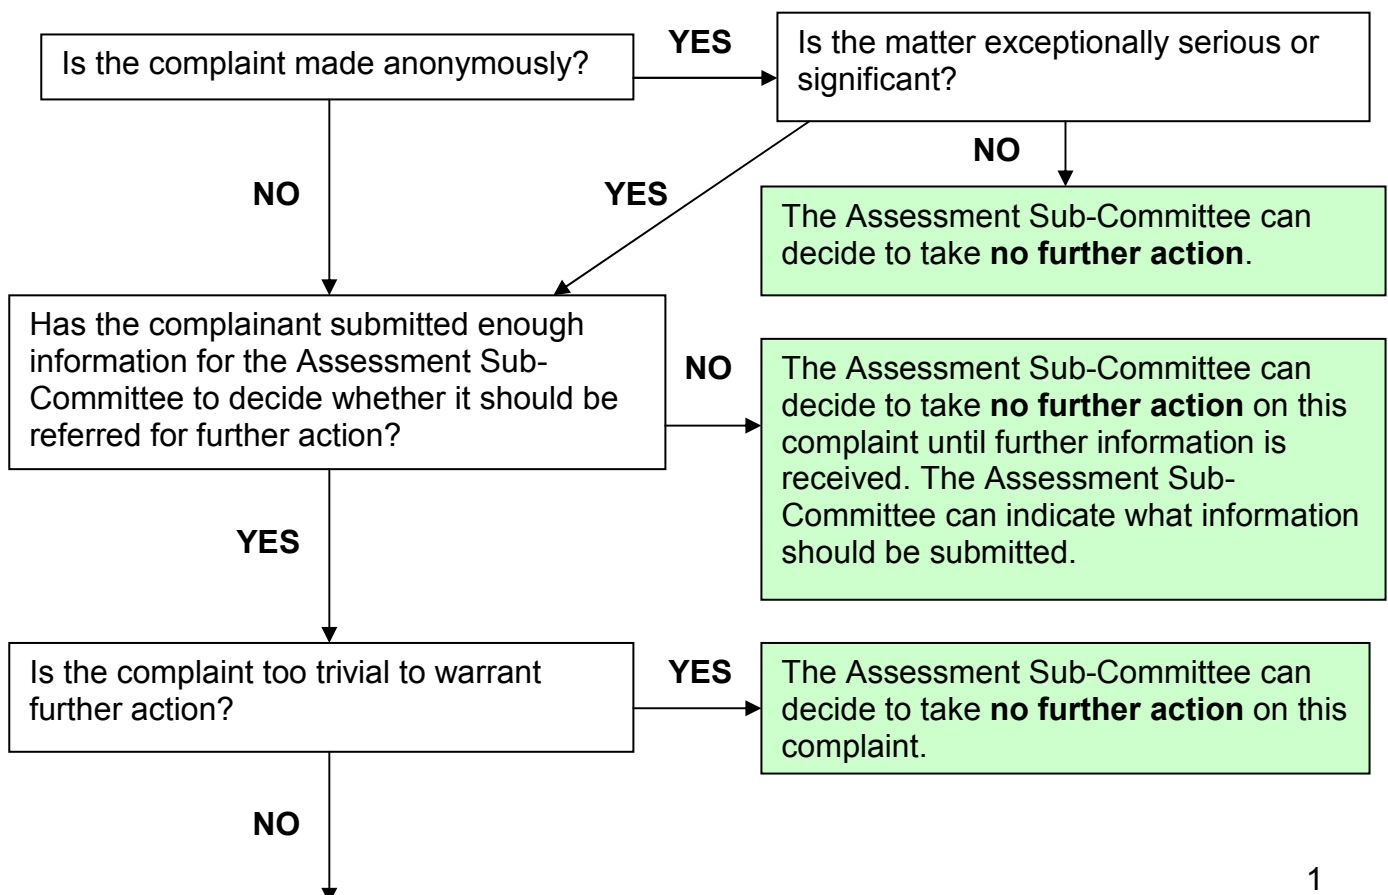 Is the complaint made anonymously?
YES
Is the matter exceptionally serious or
significant?
NO
YES
NO
The Assessment Sub-Committee can
decide to take no further action.
Has the complainant submitted enough
information for the Assessment Sub-
Committee to decide whether it should be
referred for further action?
NO
The Assessment Sub-Committee can
decide to take no further action on this
complaint until further information is
received. The Assessment Sub-
Committee can indicate what information
should be submitted.
YES
Is the complaint too trivial to warrant
further action?
YES
The Assessment Sub-Committee can
decide to take no further action on this
complaint.
NO
1